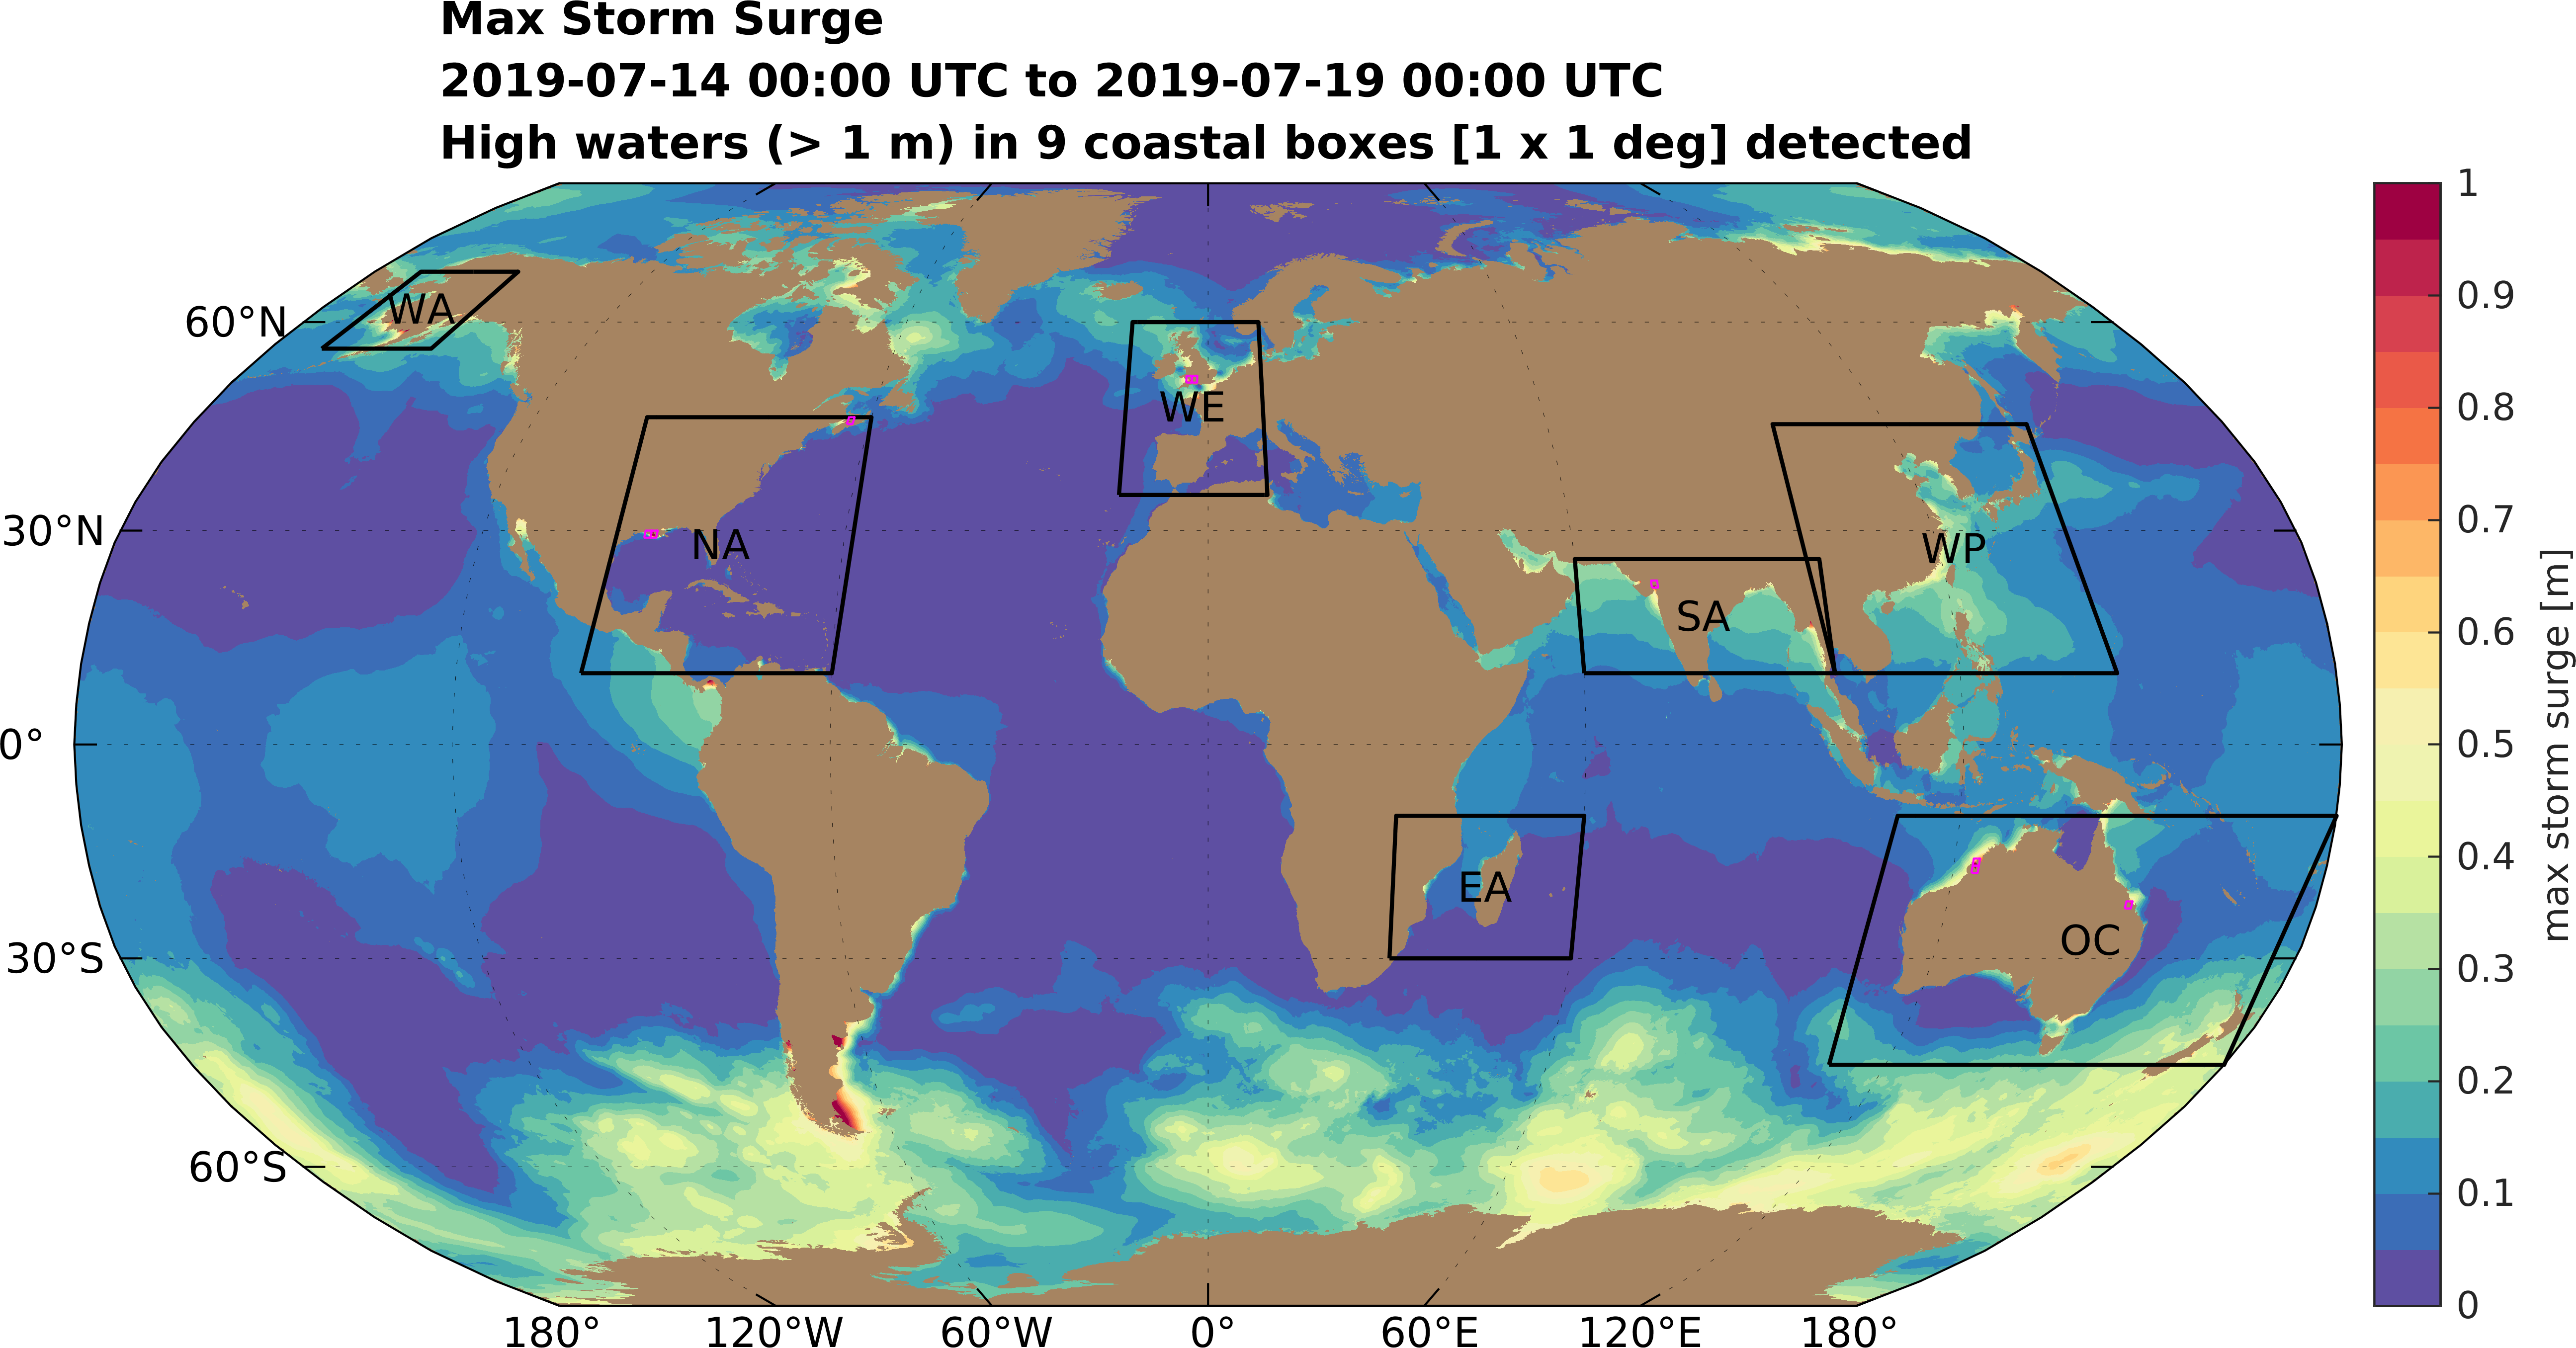 Max Storm Surge
2019-07-14 00:00 UTC to 2019-07-19 00:00 UTC
High waters (> 1 m) in 9 coastal boxes [1 x 1 deg] detected
60°N
30°N
0°
30°S
60°S
WA
WE
NA
WP
SA
EA
OC
180°
120°W
60°W
0°
60°E
120°E
180°
1
0.9
0.8
0.7
0.6
0.5
0.4
0.3
0.2
0.1
0
max storm surge [m]